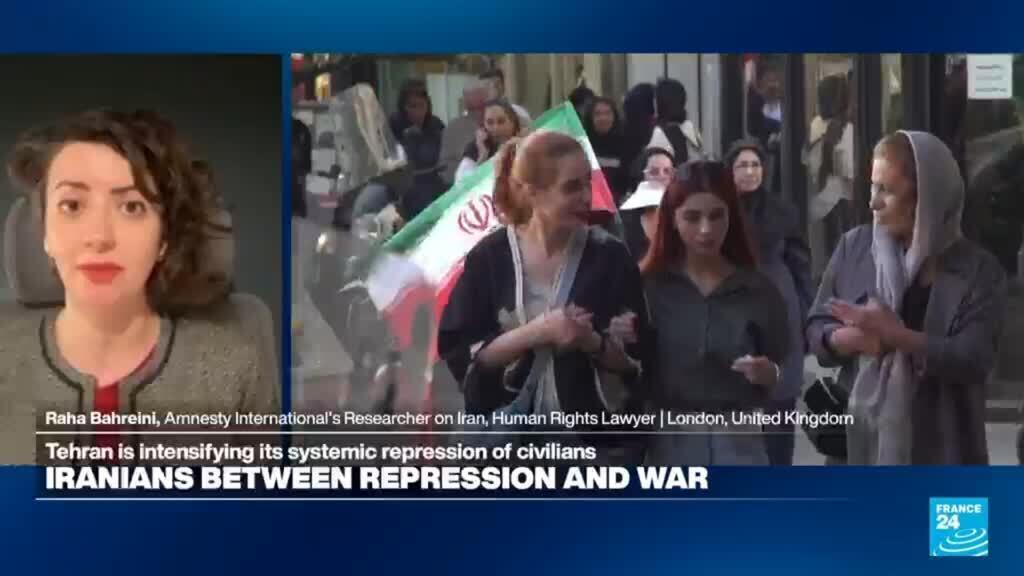 Raha Bahreini, Amnesty International's Researcher on Iran, Human Rights Lawyer | London, United Kingdom
Tehran is intensifying its systemic repression of civilians
IRANIANS BETWEEN REPRESSION AND WAR
FRANCE
24